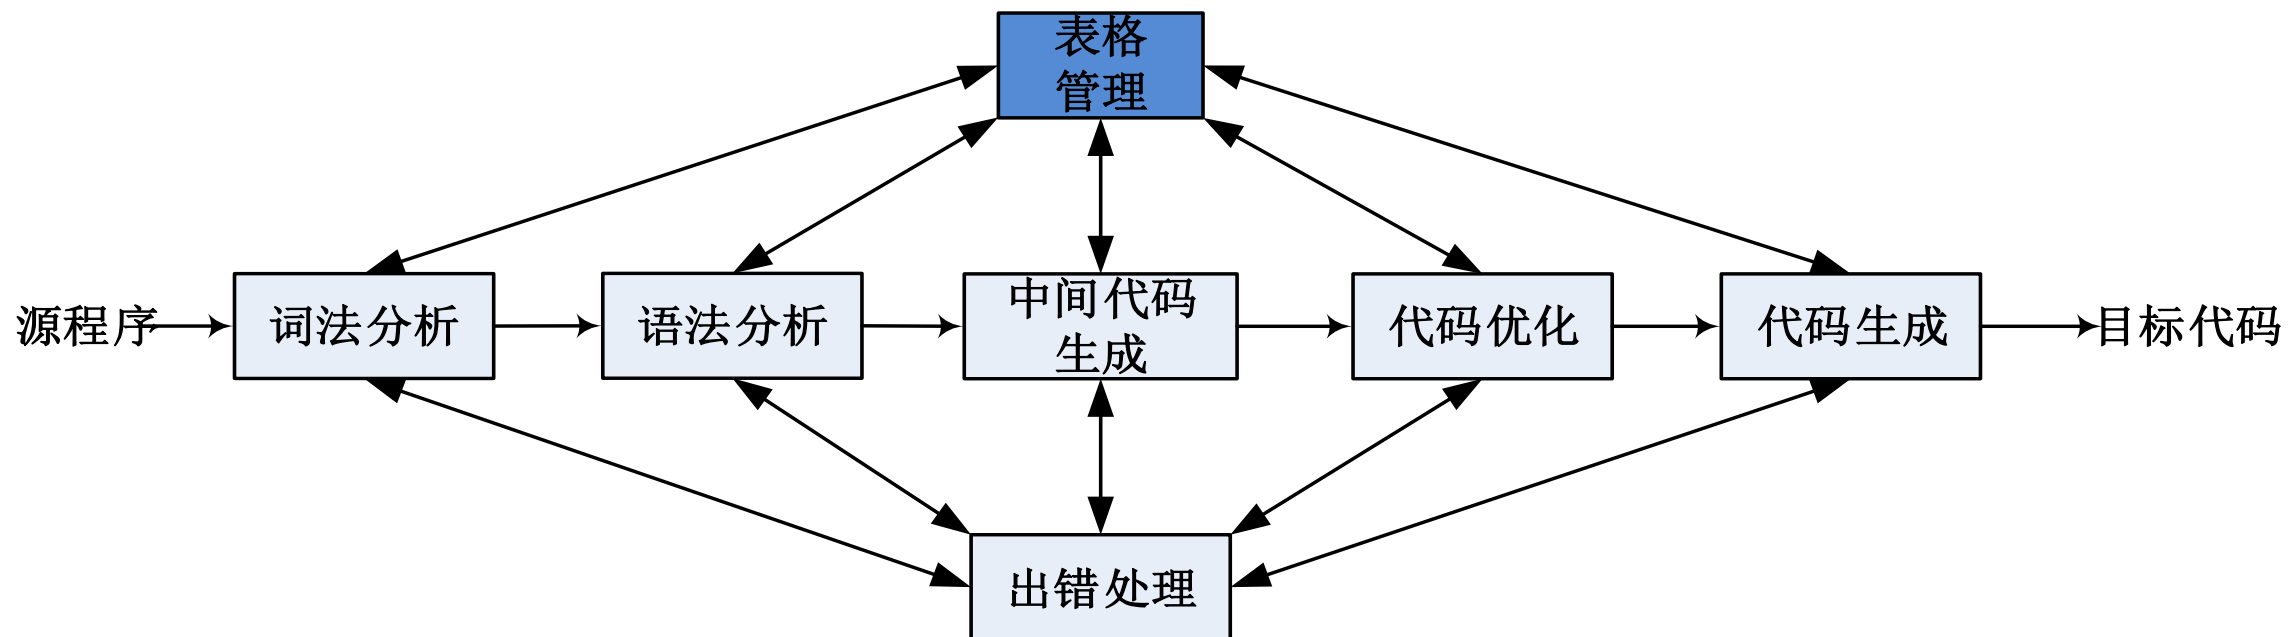 表格
管理
源程序
词法分析
语法分析
中间代码
生成
代码优化
代码生成
目标代码
出错处理